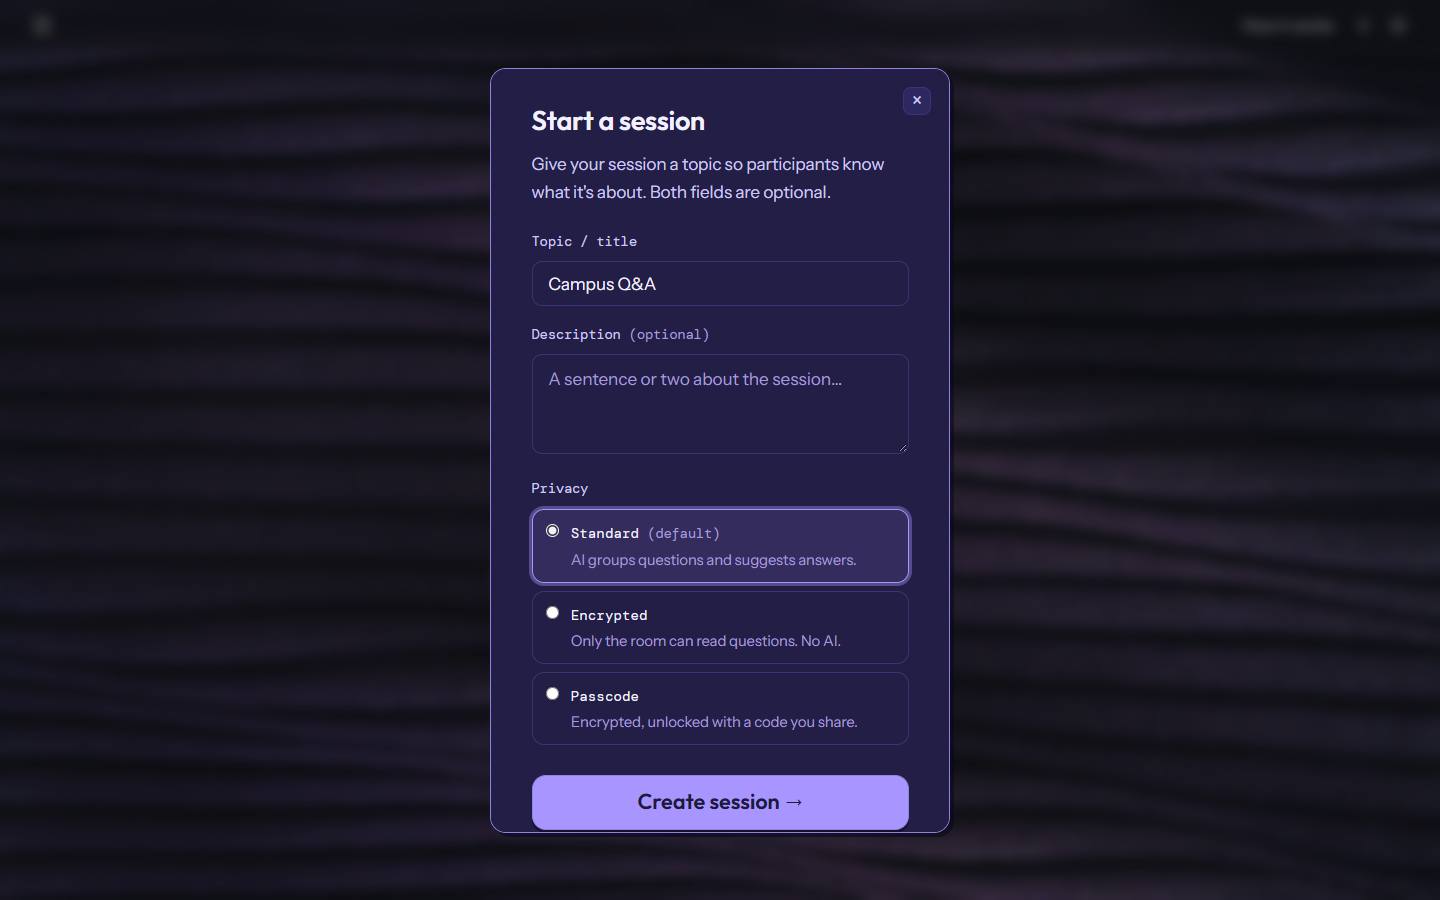 ×
Start a session
Give your session a topic so participants know
what it's about. Both fields are optional.
Topic / title
Campus Q&A
Description (optional)
A sentence or two about the session...
Privacy
Standard (default)
AI groups questions and suggests answers.
Encrypted
Only the room can read questions. No AI.
Passcode
Encrypted, unlocked with a code you share.
Create session →